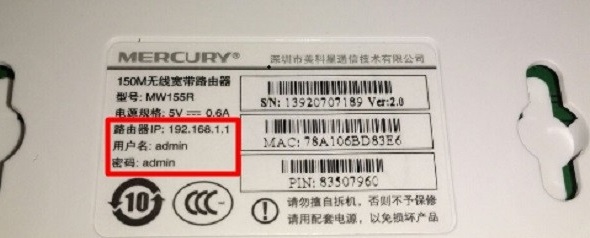 MERCURY® 深圳市美科星通信技术有限公司
150M无线宽带路由器
型号: MW155R
电源规格: 5V ⎓ 0.6A
路由器IP: 192.168.1.1
用户名: admin
密码: admin
S/N: 13920707189 Ver:2.0
MAC: 78A106BD83E6
PIN: 83507960
10
CCC
请勿自行拆机，否则不予保修
请用配套电源，以免损坏产品